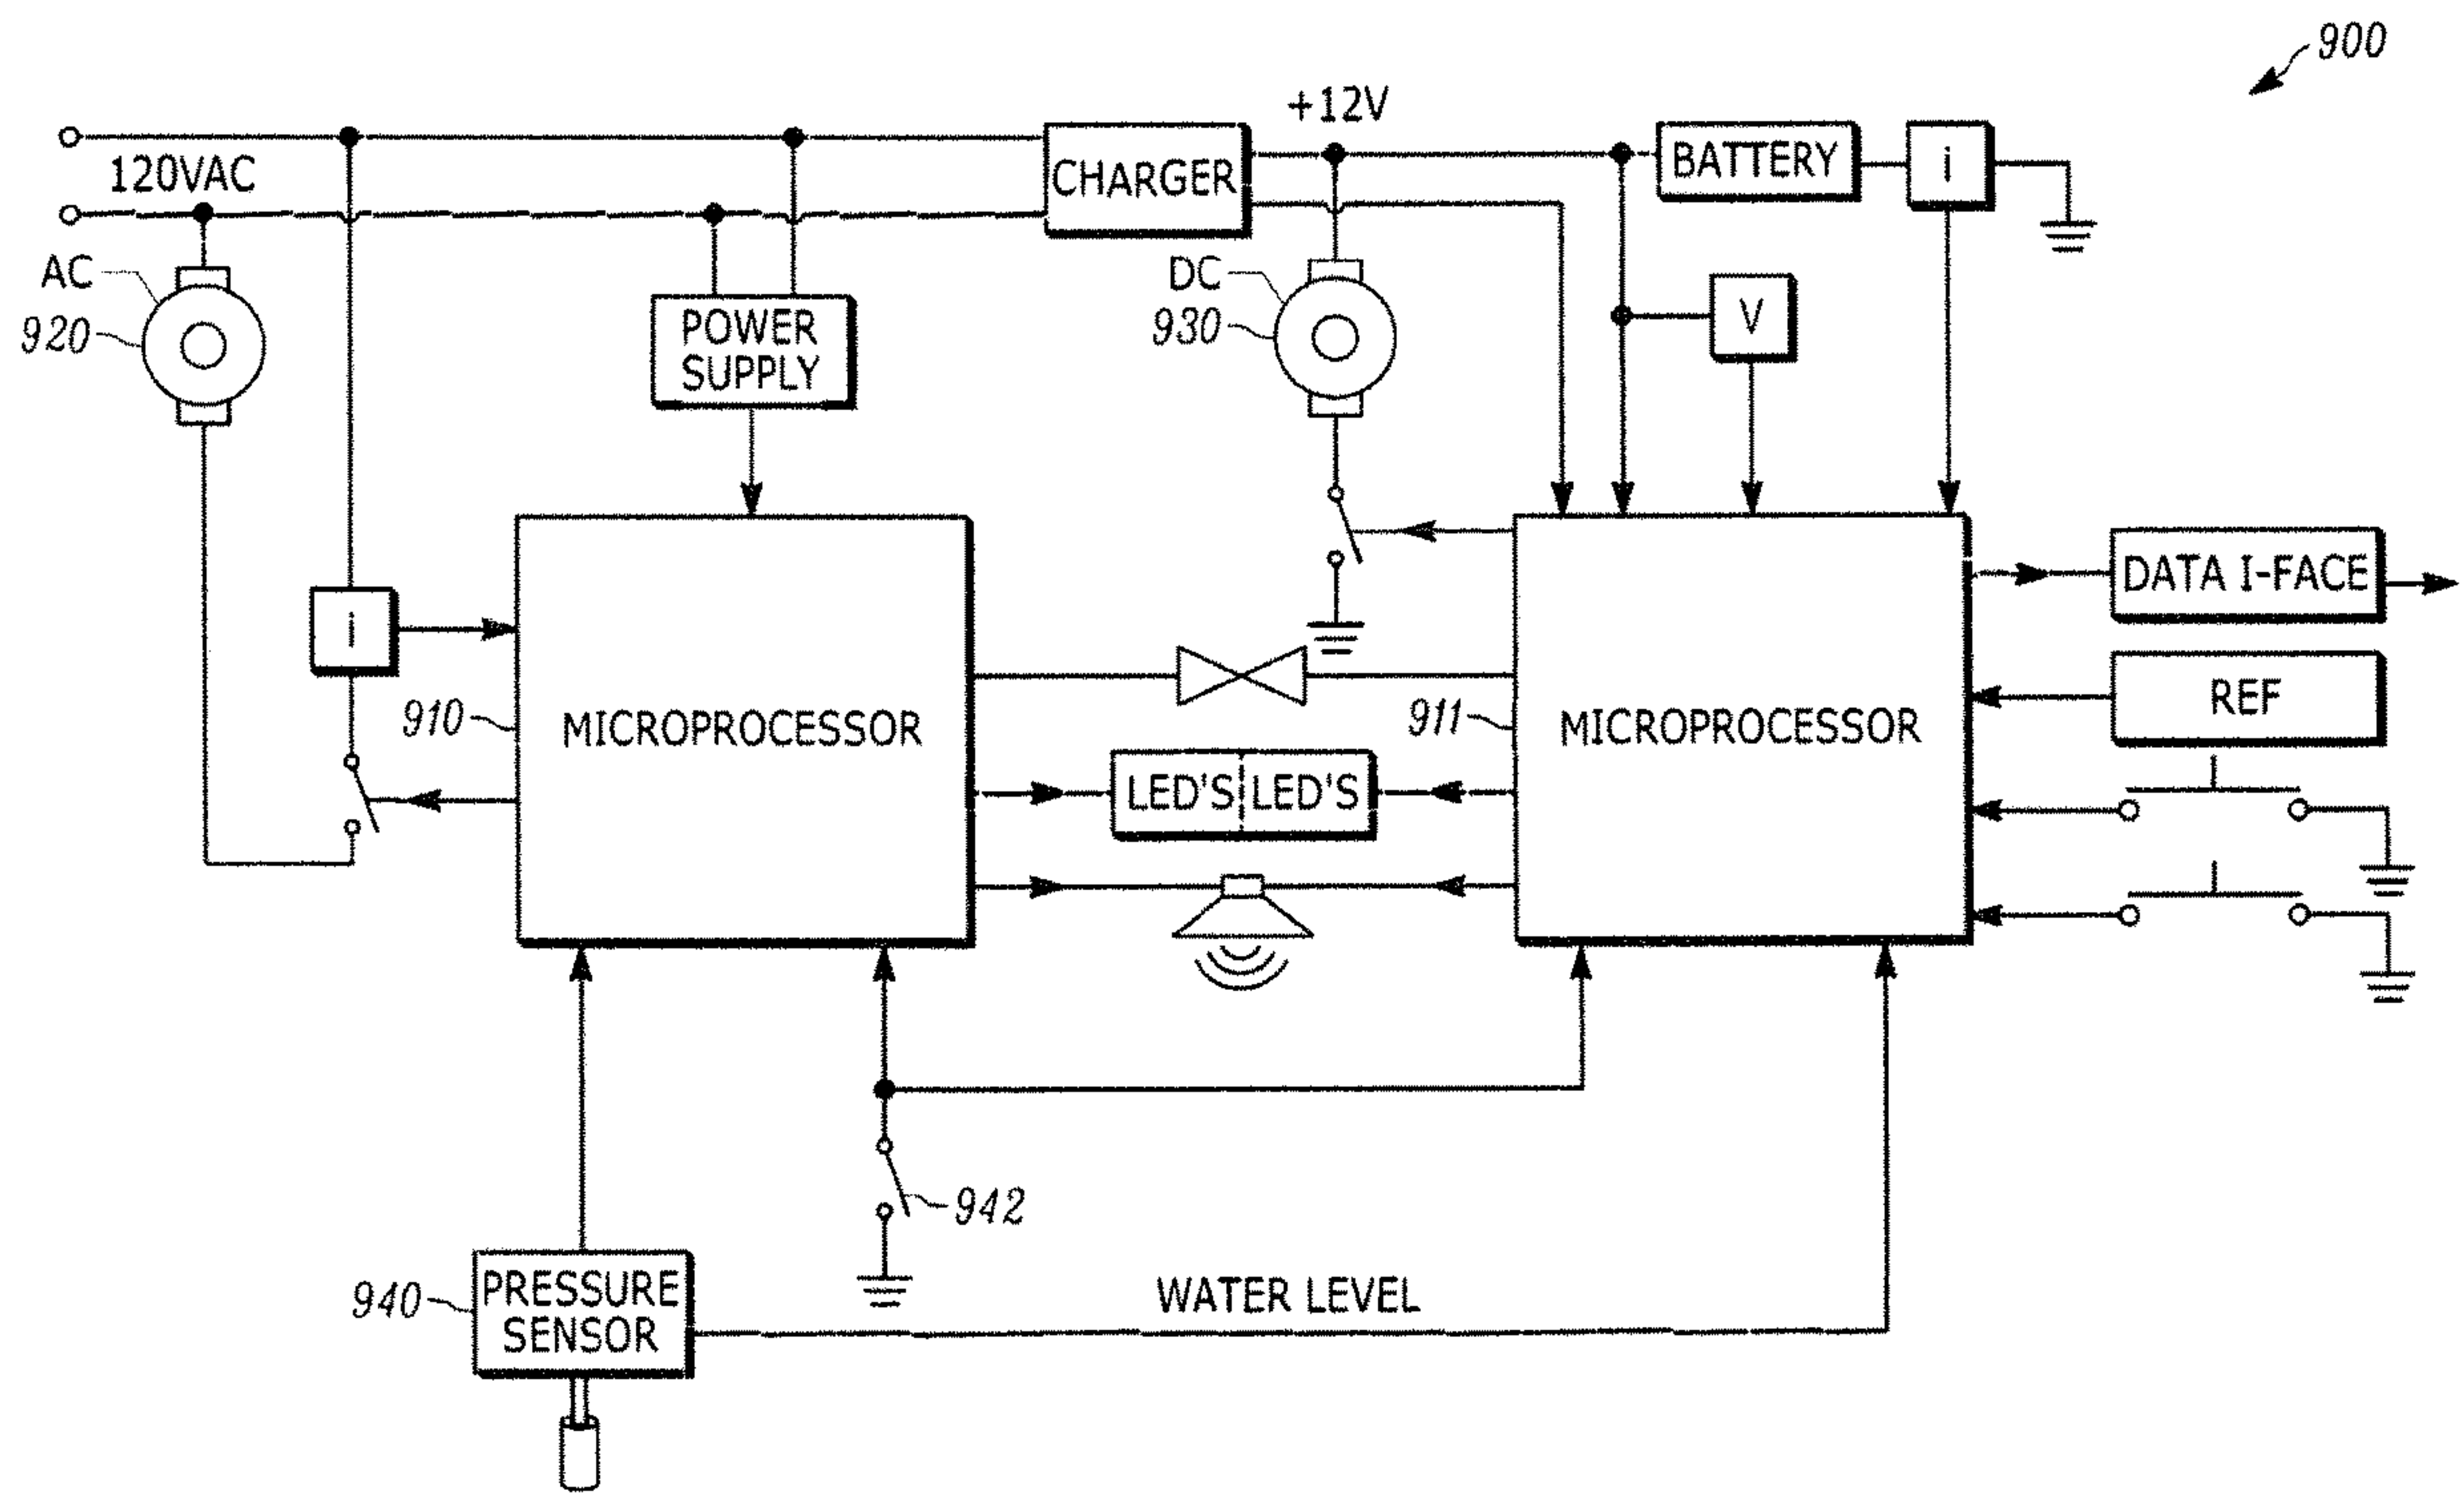 900
+12V
120VAC
CHARGER
BATTERY
i
AC
920
POWER
SUPPLY
DC
930
V
i
910
MICROPROCESSOR
911
MICROPROCESSOR
DATA I-FACE
REF
LED'S
LED'S
942
940
PRESSURE
SENSOR
WATER LEVEL